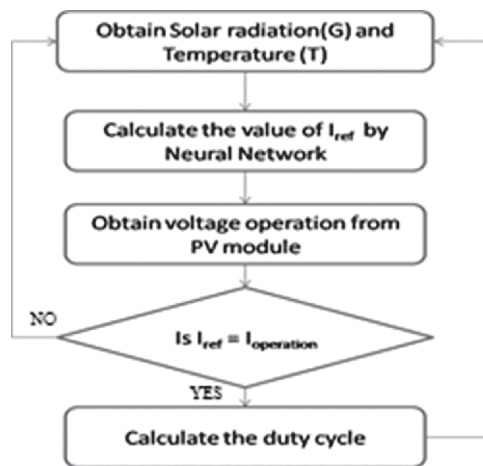 Obtain Solar radiation(G) and
Temperature (T)
Calculate the value of Iref by
Neural Network
Obtain voltage operation from
PV module
NO
Is Iref = Ioperation
YES
Calculate the duty cycle